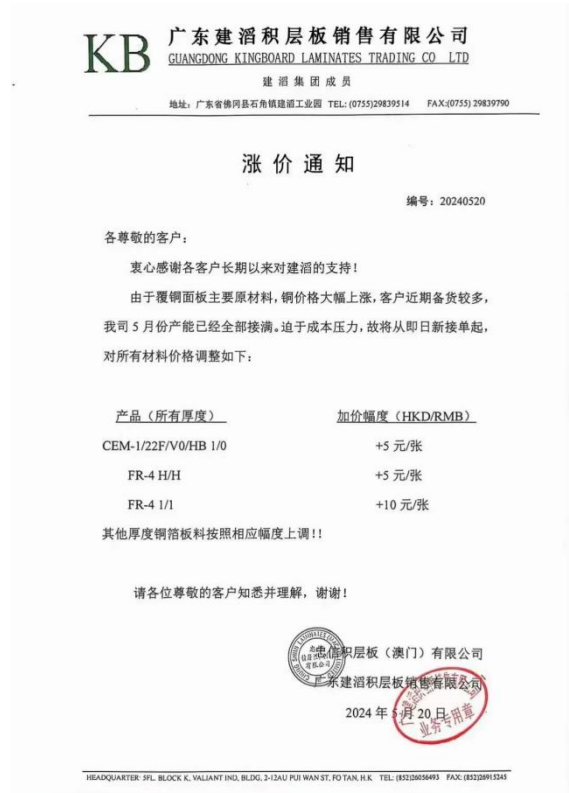 KB
广东建滔积层板销售有限公司
GUANGDONG KINGBOARD LAMINATES TRADING CO LTD
建滔集团成员
地址：广东省佛冈县石角镇建滔工业园 TEL: (0755)29839514 FAX:(0755) 29839790
涨价通知
编号：20240520
各尊敬的客户：
衷心感谢各客户长期以来对建滔的支持！
由于覆铜面板主要原材料，铜价格大幅上涨，客户近期备货较多，
我司 5 月份产能已经全部接满。迫于成本压力，故将从即日新接单起，
对所有材料价格调整如下：
产品（所有厚度） 加价幅度（HKD/RMB）
CEM-1/22F/V0/HB 1/0 +5 元/张
FR-4 H/H +5 元/张
FR-4 1/1 +10 元/张
其他厚度铜箔板料按照相应幅度上调！！
请各位尊敬的客户知悉并理解，谢谢！
忠信积层板（澳门）有限公司
广东建滔积层板销售有限公司
2024 年 5 月 20 日
业务专用章
HEADQUARTER: 5FL. BLOCK K, VALIANT IND, BLDG, 2-12AU PUI WAN ST, FO TAN, H.K TEL: (852)26056493 FAX: (852)26915245